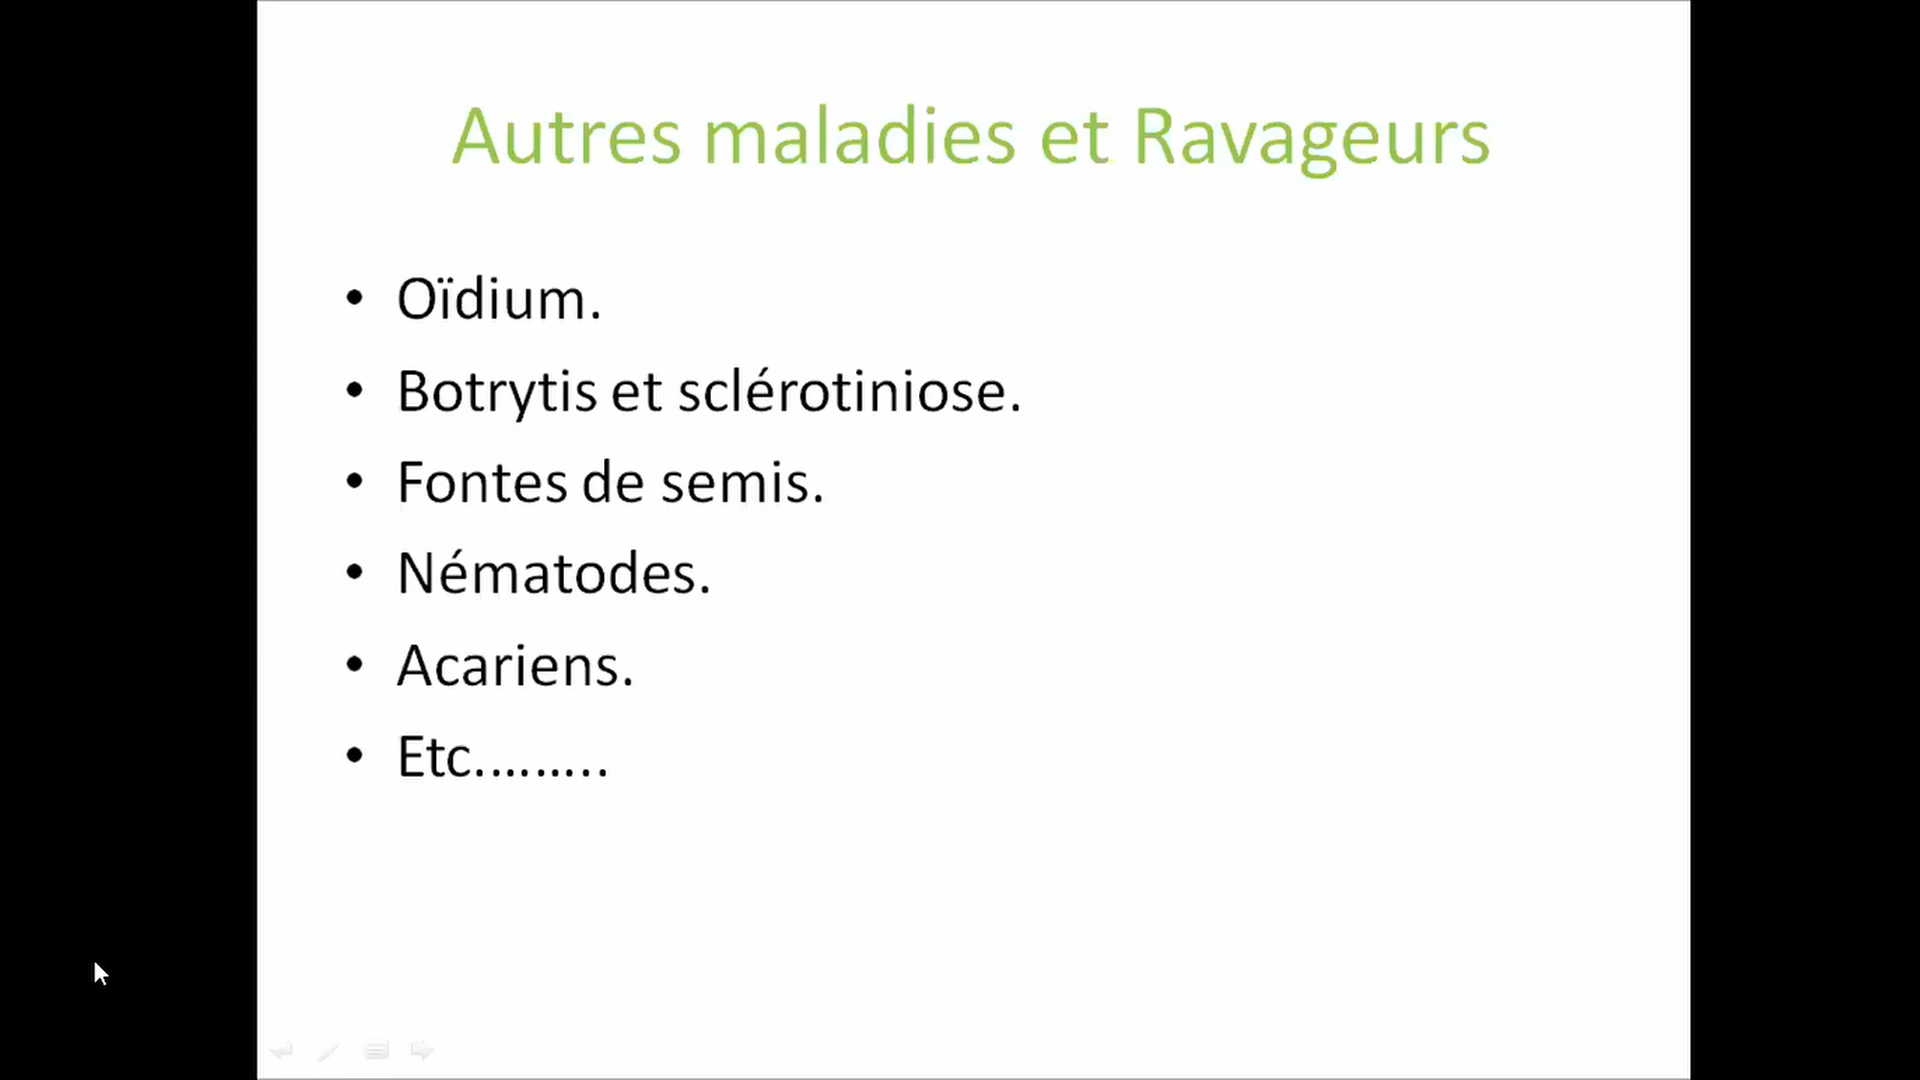 Autres maladies et Ravageurs
• Oïdium.
• Botrytis et sclérotiniose.
• Fontes de semis.
• Nématodes.
• Acariens.
• Etc.……..